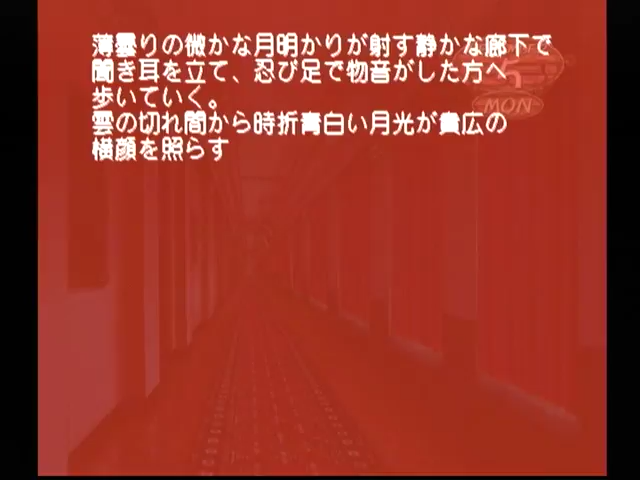 薄曇りの微かな月明かりが射す静かな廊下で
聞き耳を立て、忍び足で物音がした方へ
歩いていく。
雲の切れ間から時折青白い月光が貴広の
横顔を照らす
5
MON